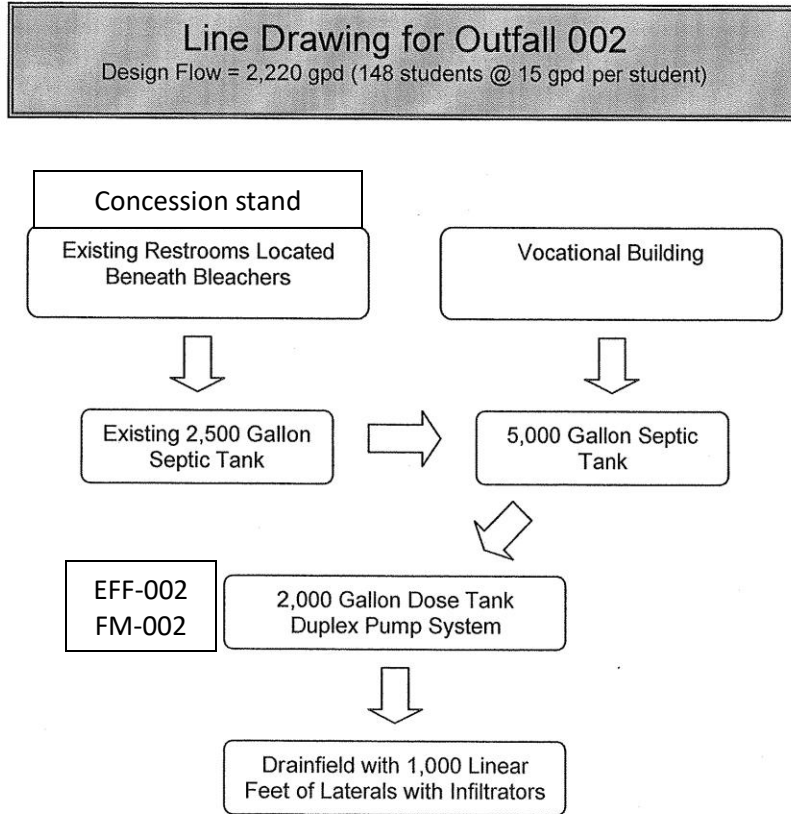 Line Drawing for Outfall 002
Design Flow = 2,220 gpd (148 students @ 15 gpd per student)
Concession stand
Existing Restrooms Located
Beneath Bleachers
Vocational Building
Existing 2,500 Gallon
Septic Tank
5,000 Gallon Septic
Tank
EFF-002
FM-002
2,000 Gallon Dose Tank
Duplex Pump System
Drainfield with 1,000 Linear
Feet of Laterals with Infiltrators